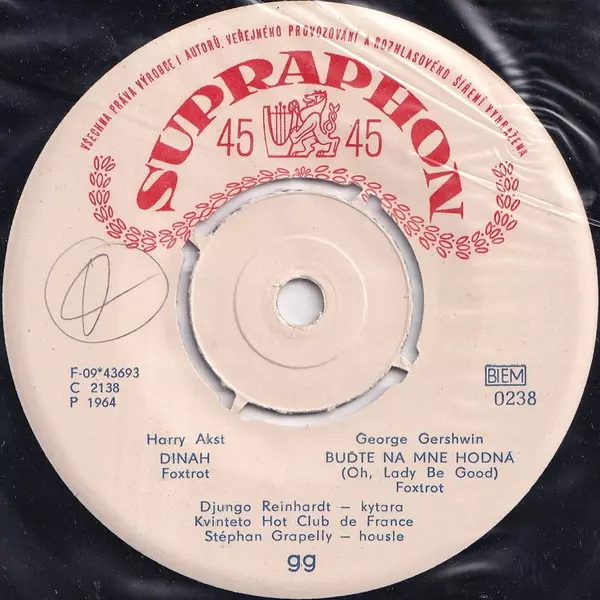 VŠECHNA PRÁVA VÝROBCE I AUTORŮ, VEŘEJNÉHO PROVOZOVÁNÍ A ROZHLASOVÉHO ŠÍŘENÍ VYHRAŽENA
SUPRAPHON
45 45
F-09*43693
C 2138
P 1964
BIEM
0238
Harry Akst
DINAH
Foxtrot
George Gershwin
BUĎTE NA MNE HODNÁ
(Oh, Lady Be Good)
Foxtrot
Djungo Reinhardt — kytara
Kvinteto Hot Club de France
Stéphan Grapelly — housle
gg